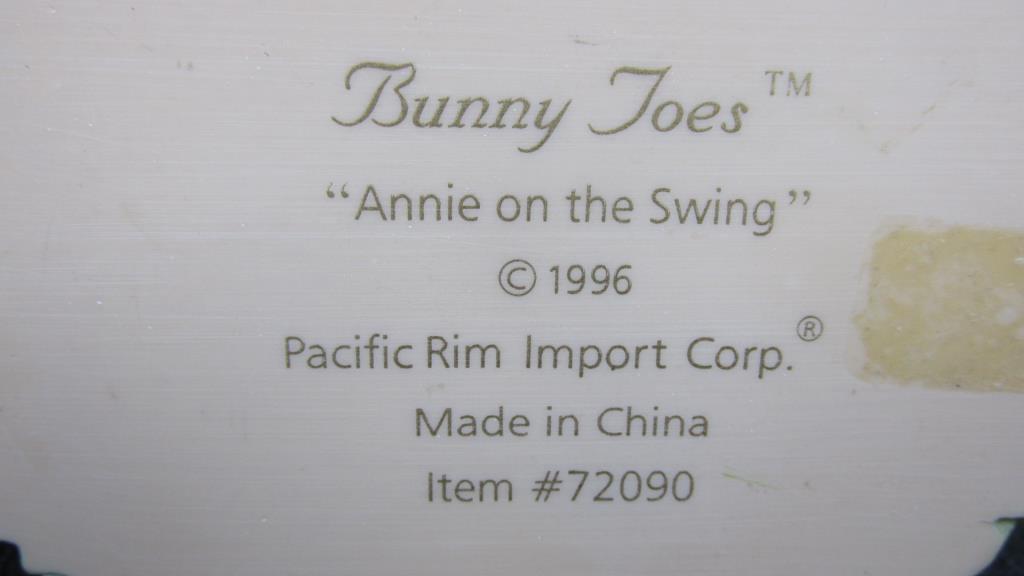 Bunny Toes™
“Annie on the Swing”
© 1996
Pacific Rim Import Corp.®
Made in China
Item #72090